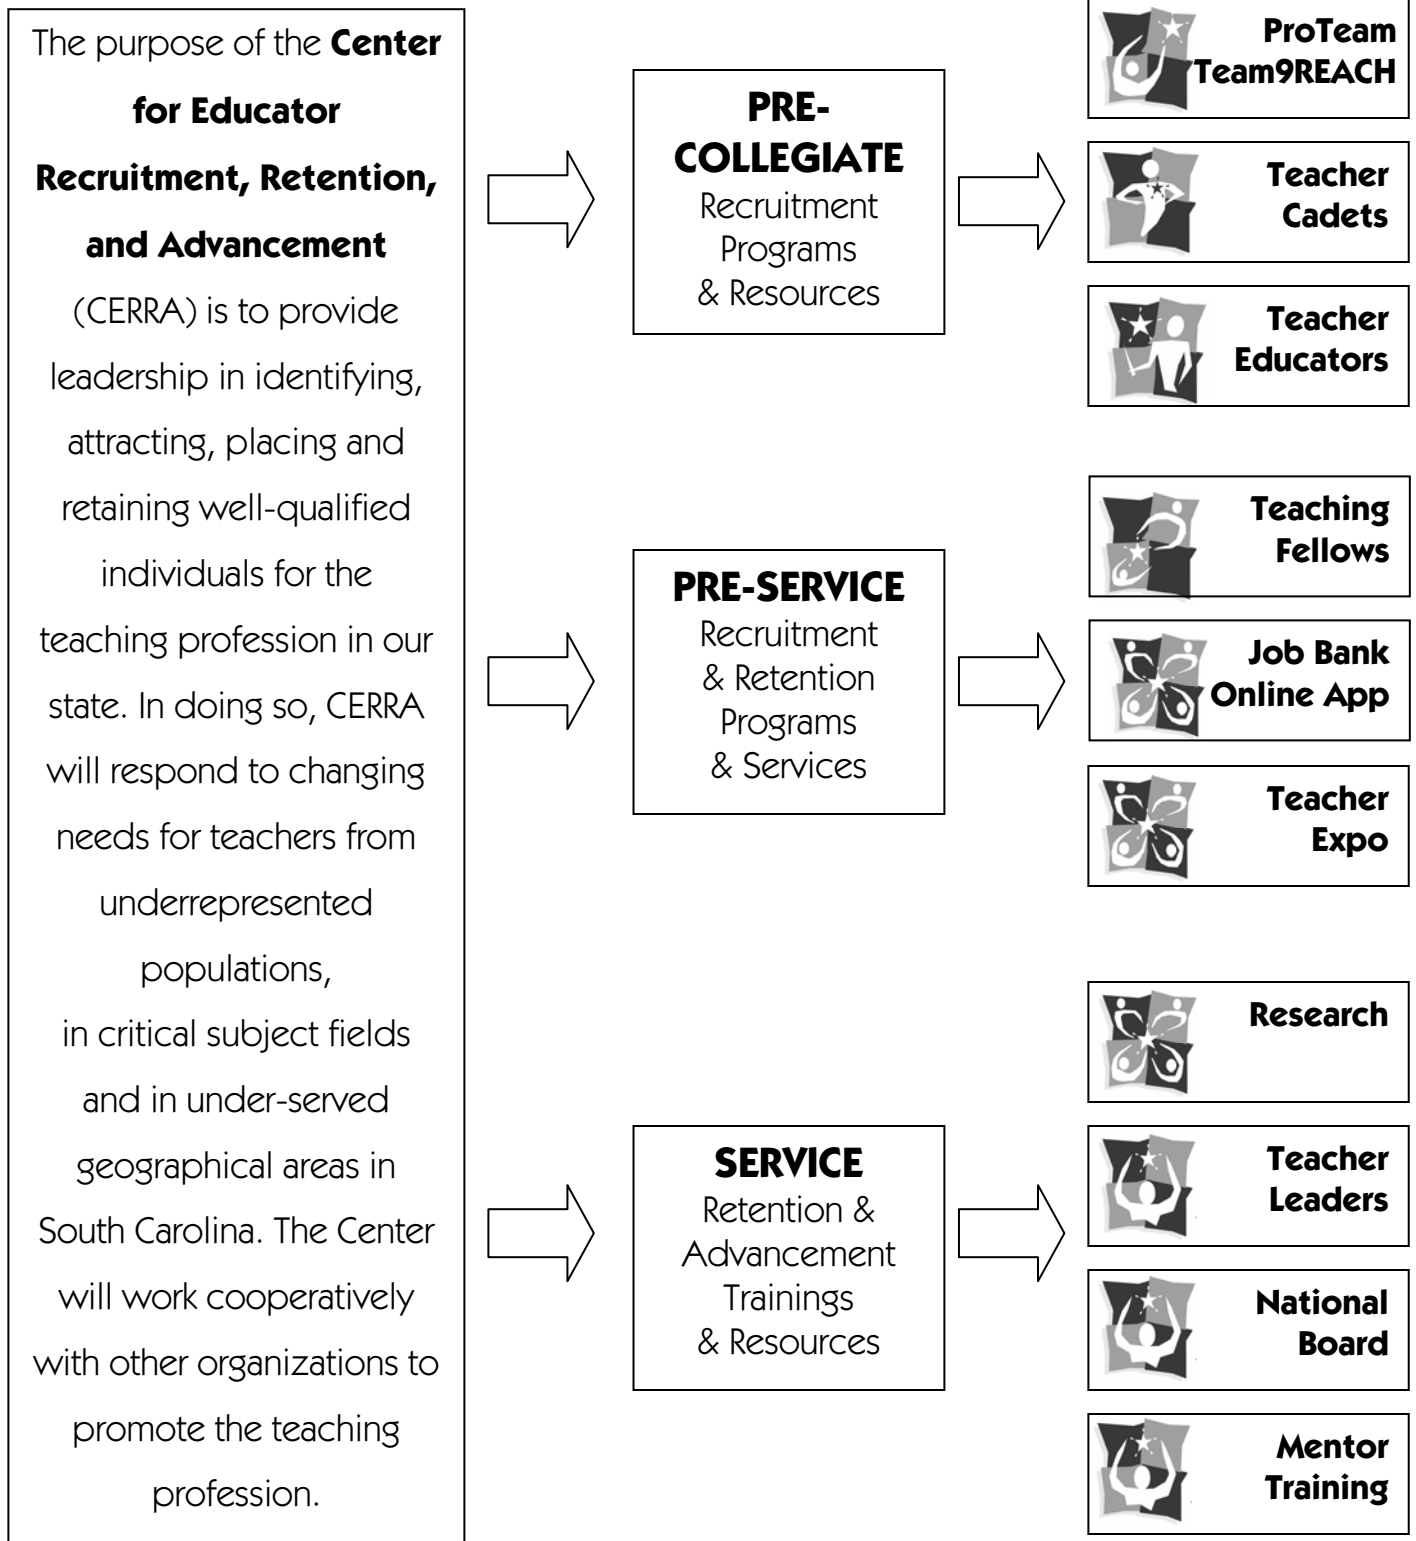 The purpose of the Center
for Educator
Recruitment, Retention,
and Advancement
(CERRA) is to provide
leadership in identifying,
attracting, placing and
retaining well-qualified
individuals for the
teaching profession in our
state. In doing so, CERRA
will respond to changing
needs for teachers from
underrepresented
populations,
in critical subject fields
and in under-served
geographical areas in
South Carolina. The Center
will work cooperatively
with other organizations to
promote the teaching
profession.
PRE-
COLLEGIATE
Recruitment
Programs
& Resources
ProTeam
Team9REACH
Teacher
Cadets
Teacher
Educators
PRE-SERVICE
Recruitment
& Retention
Programs
& Services
Teaching
Fellows
Job Bank
Online App
Teacher
Expo
SERVICE
Retention &
Advancement
Trainings
& Resources
Research
Teacher
Leaders
National
Board
Mentor
Training